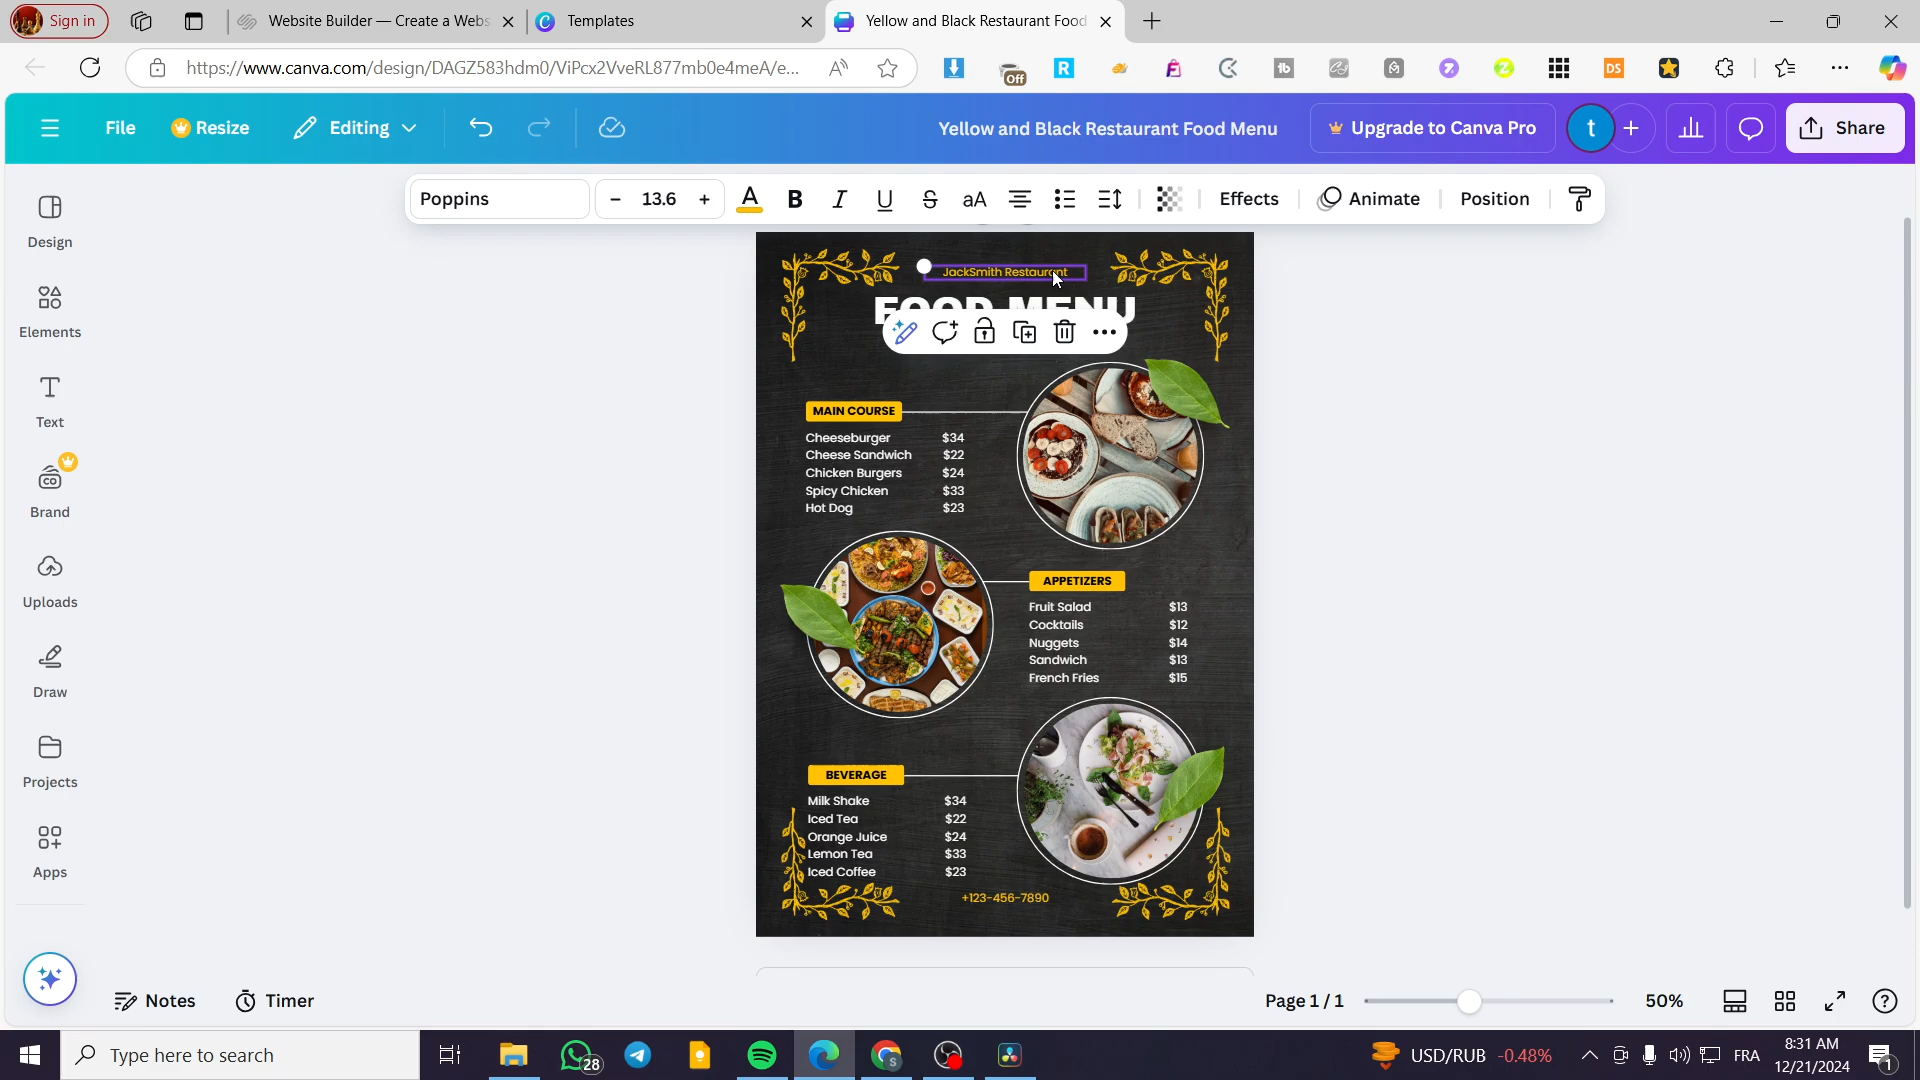 Sign in
Website Builder — Create a Webs
Templates
Yellow and Black Restaurant Food
https://www.canva.com/design/DAGZ583hdm0/ViPcx2VveRL877mb0e4meA/e...
File
Resize
Editing
Yellow and Black Restaurant Food Menu
Upgrade to Canva Pro
t
Share
Poppins
– 13.6 +
A B I U S aA
Effects
Animate
Position
Design
Elements
Text
Brand
Uploads
Draw
Projects
Apps
JackSmith Restaurant
FOOD MENU
MAIN COURSE
Cheeseburger $34
Cheese Sandwich $22
Chicken Burgers $24
Spicy Chicken $33
Hot Dog $23
APPETIZERS
Fruit Salad $13
Cocktails $12
Nuggets $14
Sandwich $13
French Fries $15
BEVERAGE
Milk Shake $34
Iced Tea $22
Orange Juice $24
Lemon Tea $33
Iced Coffee $23
+123-456-7890
Notes
Timer
Page 1 / 1
50%
Type here to search
28
USD/RUB -0.48%
FRA
8:31 AM
12/21/2024
1